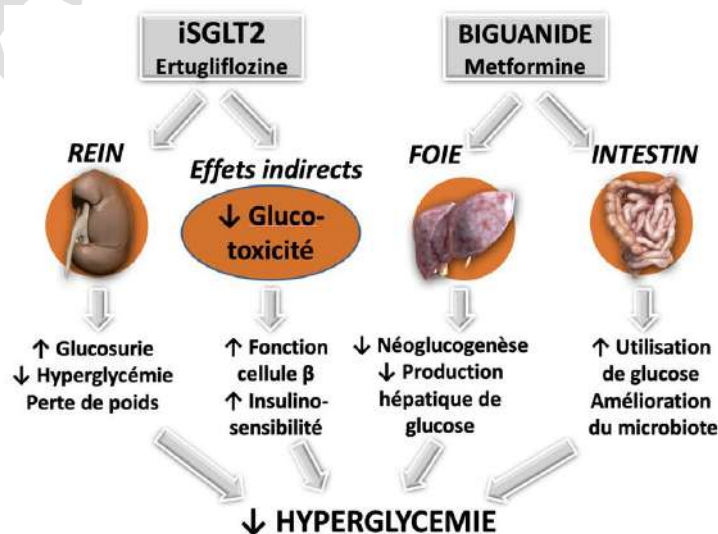 iSGLT2
Ertugliflozine
BIGUANIDE
Metformine
REIN
Effets indirects
↓ Gluco-
toxicité
FOIE
INTESTIN
↑ Glucosurie
↓ Hyperglycémie
Perte de poids
↑ Fonction
cellule β
↑ Insulino-
sensibilité
↓ Néoglucogenèse
↓ Production
hépatique de
glucose
↑ Utilisation
de glucose
Amélioration
du microbiote
↓ HYPERGLYCEMIE